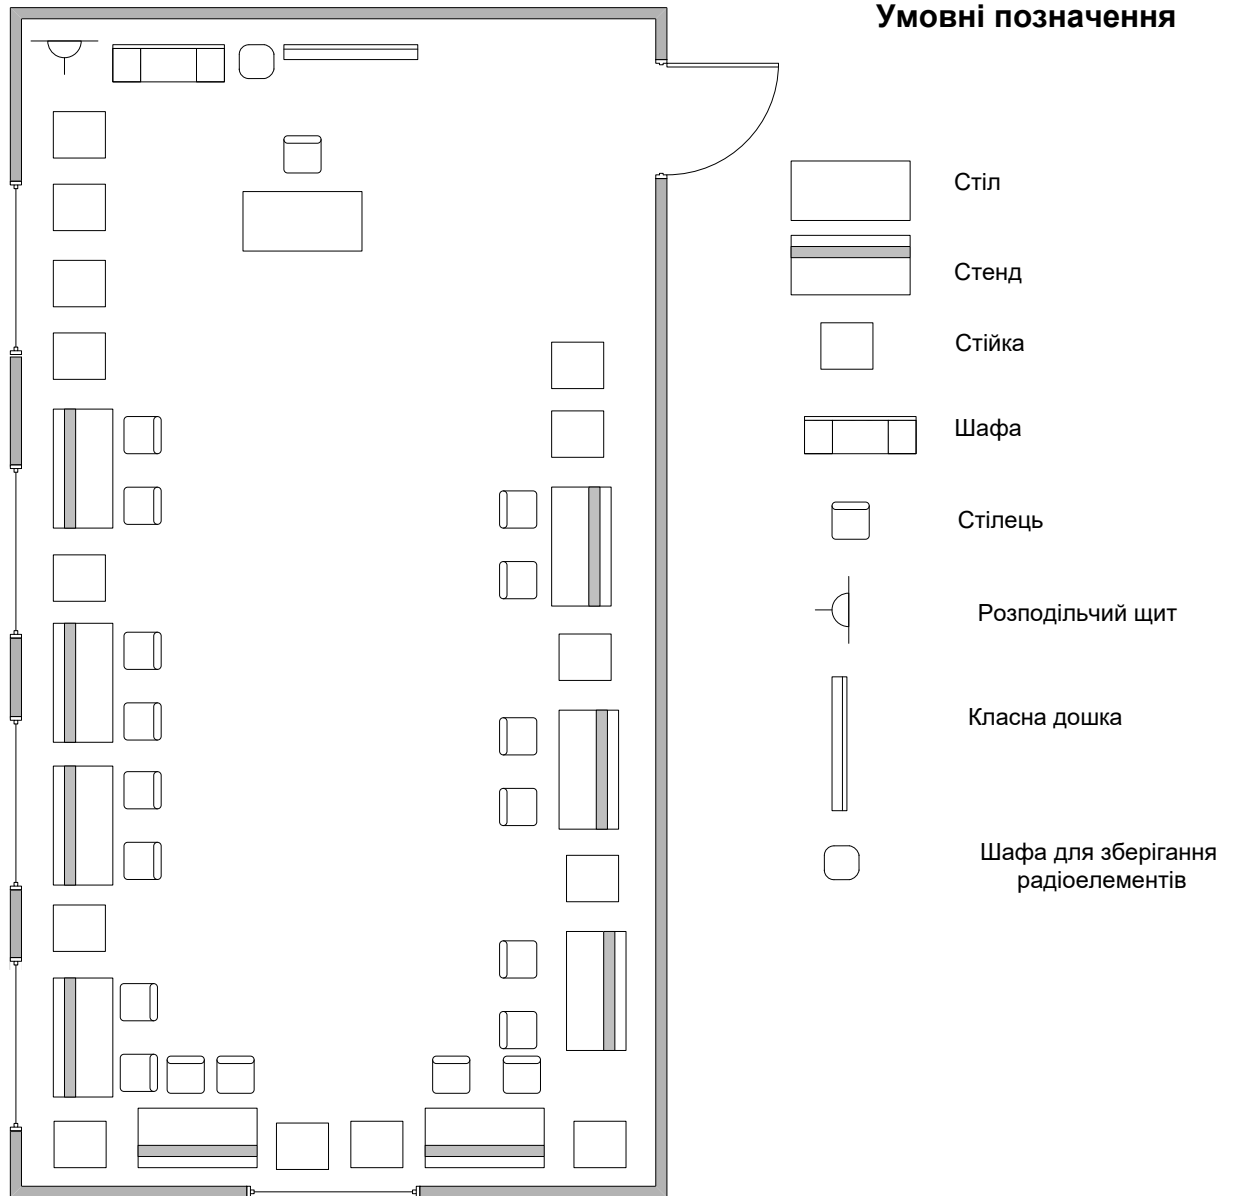 Умовні позначення
Стіл
Стенд
Стійка
Шафа
Стілець
Розподільчий щит
Класна дошка
Шафа для зберігання
радіоелементів